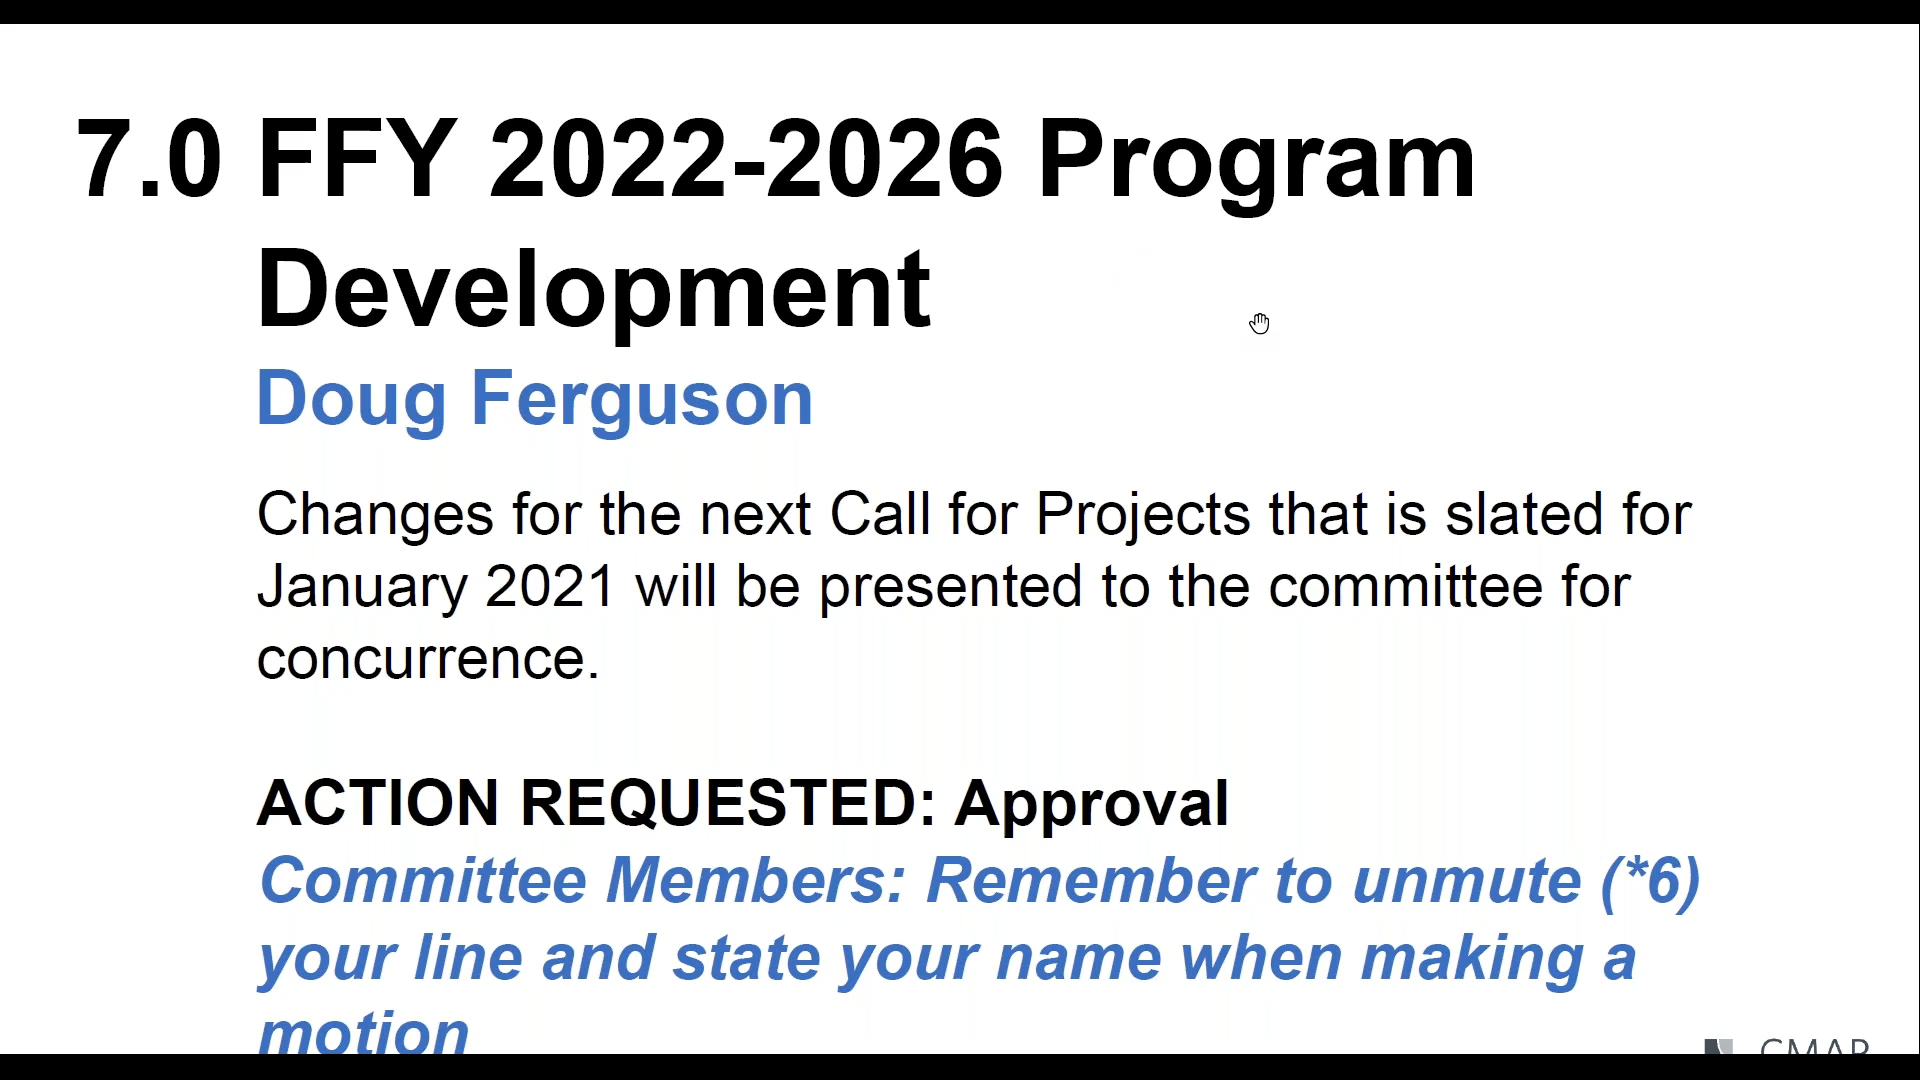 7.0 FFY 2022-2026 Program
Development
Doug Ferguson
Changes for the next Call for Projects that is slated for
January 2021 will be presented to the committee for
concurrence.
ACTION REQUESTED: Approval
Committee Members: Remember to unmute (*6)
your line and state your name when making a
motion
CMAP